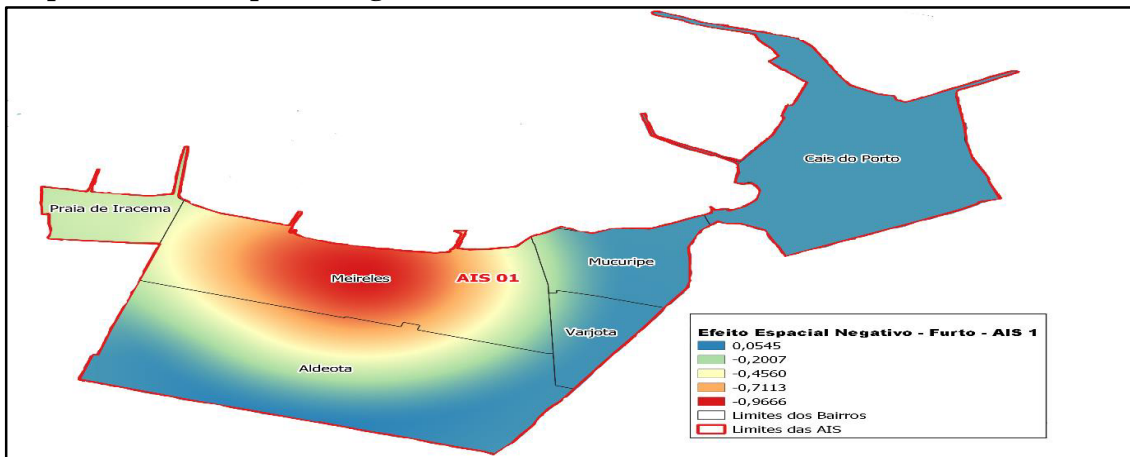 Cais do Porto
Praia de Iracema
Mucuripe
Meireles
AIS 01
Varjota
Aldeota
Efeito Espacial Negativo - Furto - AIS 1
0,0545
-0,2007
-0,4560
-0,7113
-0,9666
Limites dos Bairros
Limites das AIS